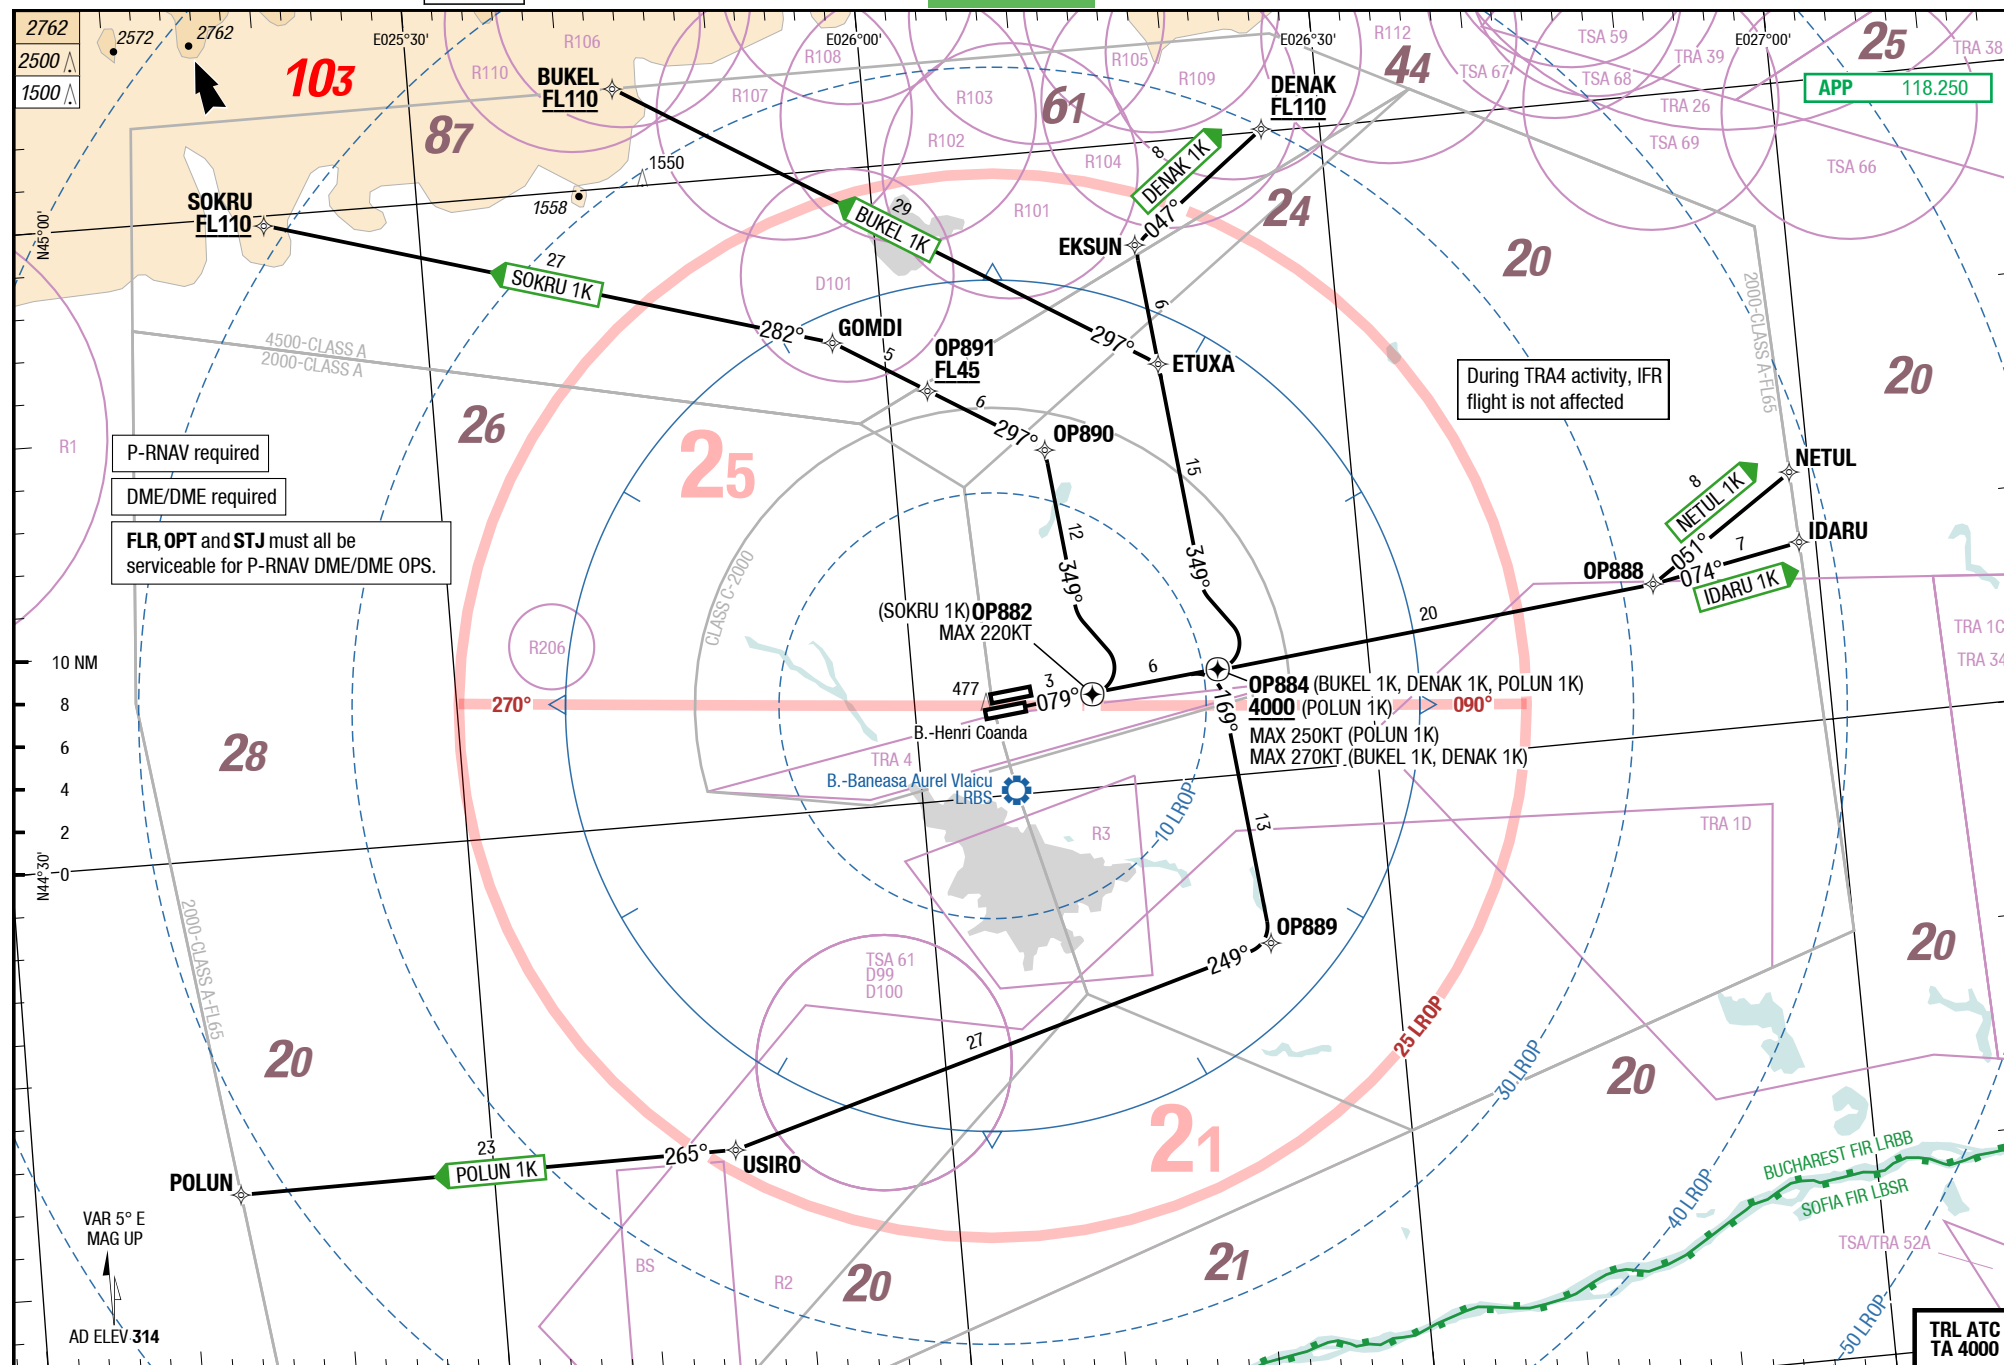 2762
2500
1500
2572
2762
103
E025°30'
BUKEL
FL110
R106
R110
R107
R108
E026°00'
R103
R102
R105
R109
61
R104
R101
E026°30'
DENAK
FL110
R112
44
TSA 67
TSA 59
TSA 68
TRA 39
TRA 26
TSA 69
TSA 66
E027°00'
25
TRA 38
APP 118.250
87
1550
1558
SOKRU
FL110
N45°00'
29
BUKEL 1K
8
DENAK 1K
047°
EKSUN
24
20
27
SOKRU 1K
D101
6
282°
GOMDI
5
OP891
FL45
297°
ETUXA
4500-CLASS A
2000-CLASS A
2000-CLASS A-FL65
During TRA4 activity, IFR
flight is not affected
20
26
25
6
297°
OP890
R1
P-RNAV required
DME/DME required
FLR, OPT and STJ must all be
serviceable for P-RNAV DME/DME OPS.
15
NETUL
8
NETUL 1K
12
349°
349°
051°
7
IDARU
OP888
074°
IDARU 1K
CLASS C-2000
(SOKRU 1K) OP882
MAX 220KT
20
R206
TRA 1C
TRA 34
10 NM
8
6
4
2
0
N44°30'
270°
477
3
079°
6
B.-Henri Coanda
OP884 (BUKEL 1K, DENAK 1K, POLUN 1K)
4000 (POLUN 1K)
MAX 250KT (POLUN 1K)
MAX 270KT (BUKEL 1K, DENAK 1K)
090°
169°
28
TRA 4
B.-Baneasa Aurel Vlaicu
LRBS
10 LROP
R3
13
TRA 1D
2000-CLASS A-FL65
OP889
249°
20
TSA 61
D99
D100
27
25 LROP
20
30 LROP
20
21
23
POLUN 1K
265°
USIRO
POLUN
BUCHAREST FIR LRBB
SOFIA FIR LBSR
40 LROP
VAR 5° E
MAG UP
TSA/TRA 52A
BS
R2
20
21
AD ELEV 314
50 LROP
TRL ATC
TA 4000